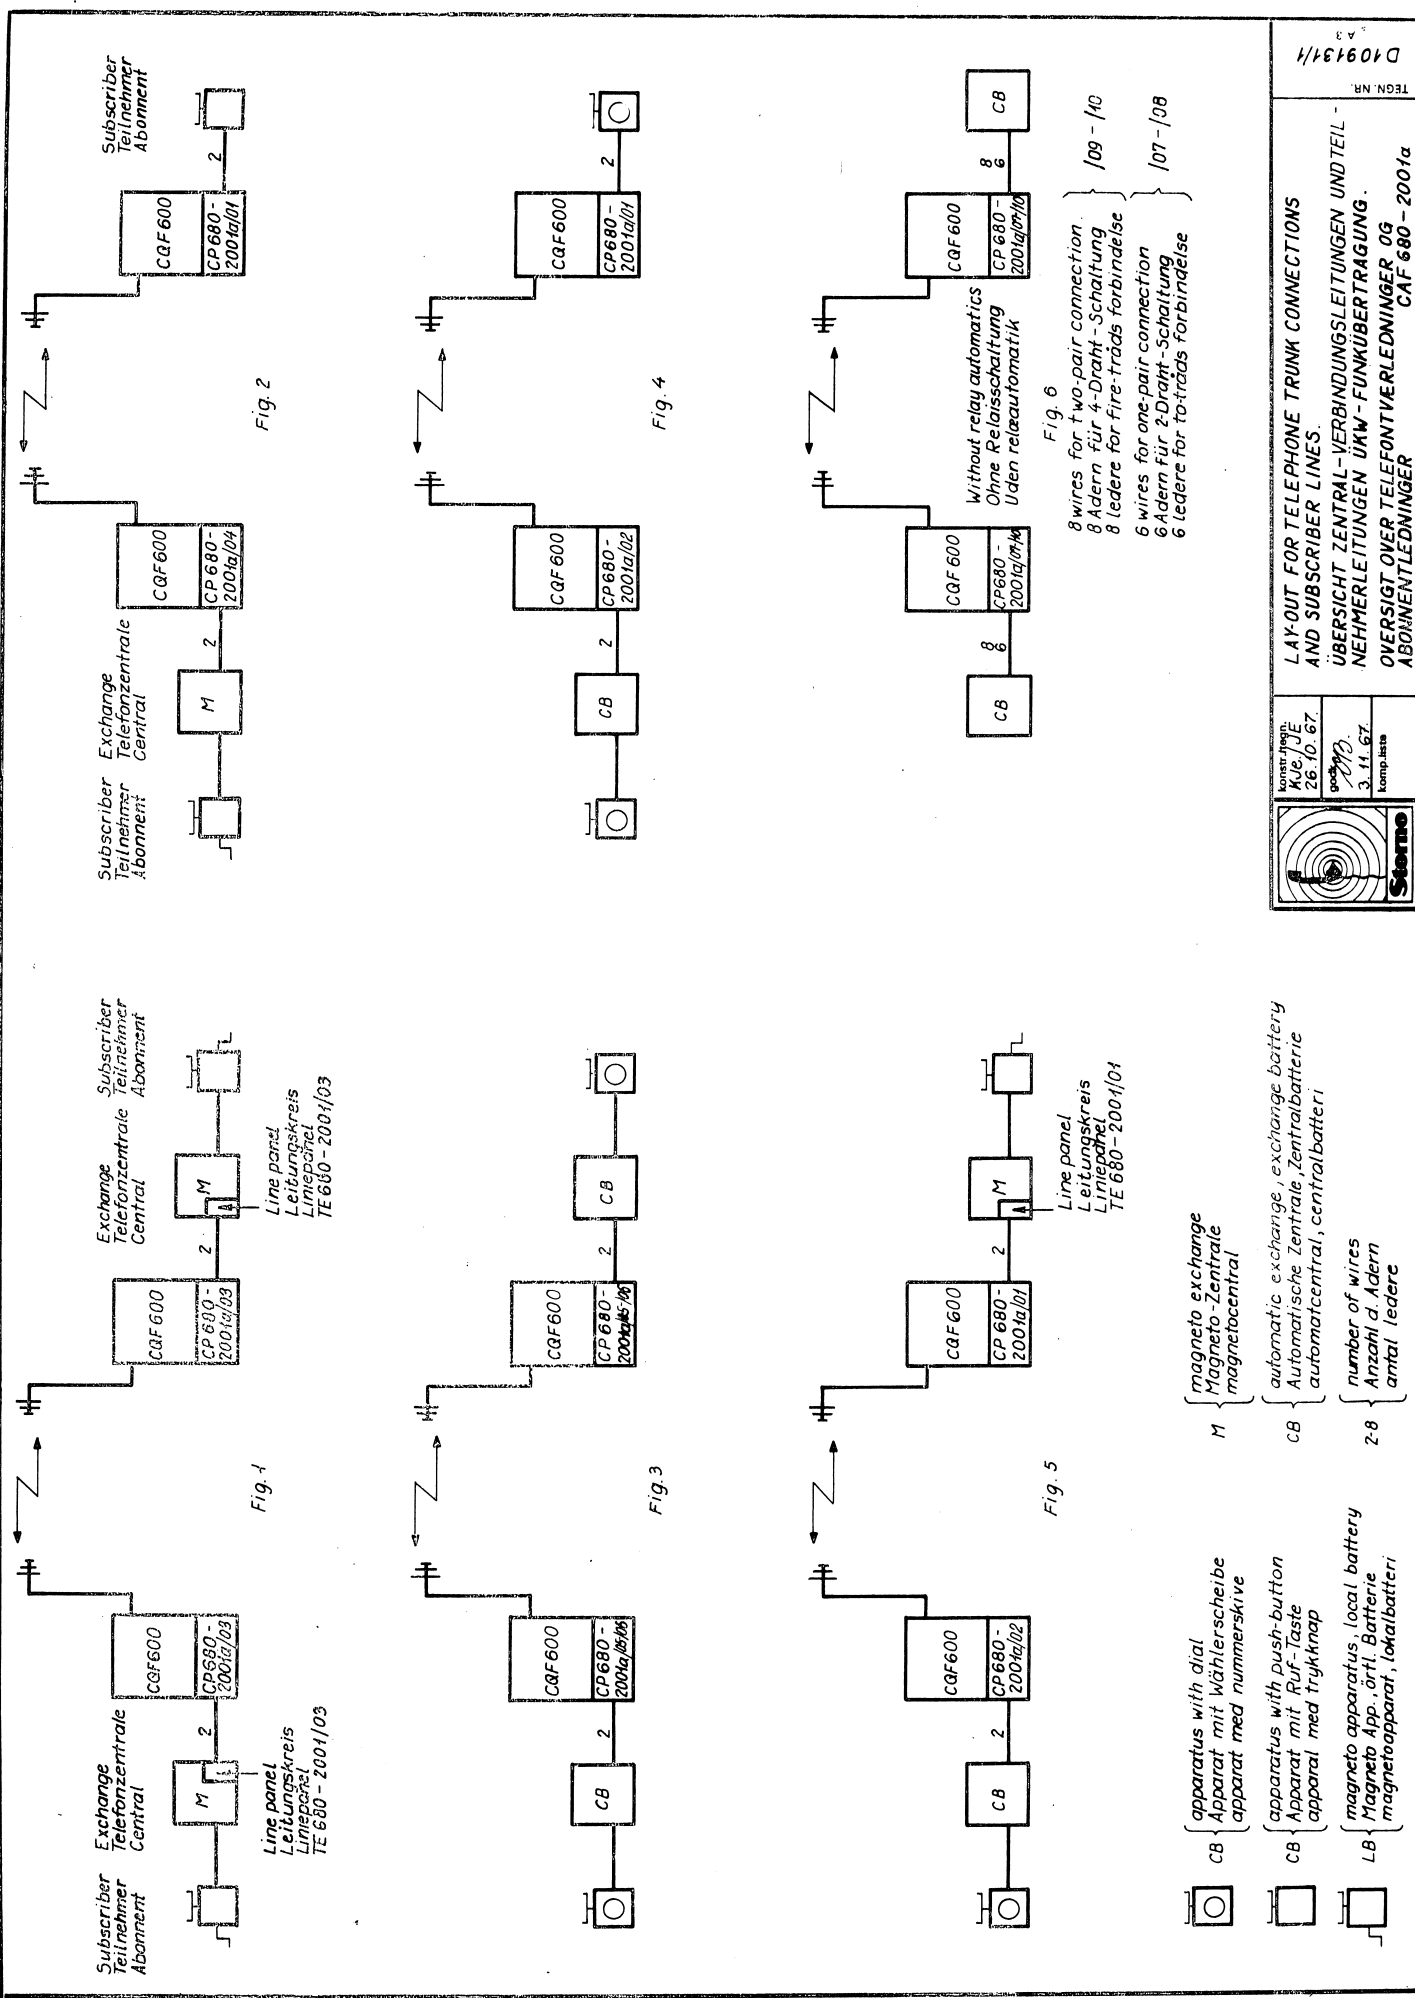 Subscriber
Teilnehmer
Abonnent
Exchange
Telefonzentrale
Central
M
2
CQF600
CP680-
2001a/03
Line panel
Leitungskreis
Liniepanel
TE 680-2001/03
Fig. 1
CQF600
CP680-
2001a/03
2
Exchange
Telefonzentrale
Central
M
Line panel
Leitungskreis
Liniepanel
TE 680-2001/03
Subscriber
Teilnehmer
Abonnent
Subscriber
Teilnehmer
Abonnent
Exchange
Telefonzentrale
Central
M
2
CQF600
CP680-
2001a/04
Fig. 2
CQF600
CP680-
2001a/01
2
Subscriber
Teilnehmer
Abonnent
CB
2
CQF600
CP680-
Fig. 3
CQF600
CP680-
2
CB
CB
2
CQF600
CP680-
2001a/02
Fig. 4
CQF600
CP680-
2001a/01
2
CB
2
CQF600
CP680-
2001a/02
Fig. 5
CQF600
CP680-
2001a/01
2
M
Line panel
Leitungskreis
Liniepanel
TE 680-2001/01
CB
8
6
CQF600
CP680-
2001a/07-10
Without relay automatics
Ohne Relaisschaltung
Uden relæautomatik
Fig. 6
CQF600
CP680-
2001a/07-10
8
6
CB
8 wires for two-pair connection
8 Adern für 4-Draht-Schaltung
8 ledere for fire-tråds forbindelse
/09-/10
6 wires for one-pair connection
6 Adern für 2-Draht-Schaltung
6 ledere for to-tråds forbindelse
/07-/08
CB
apparatus with dial
Apparat mit Wählerscheibe
apparat med nummerskive
CB
apparatus with push-button
Apparat mit Ruf-Taste
apparat med trykknap
LB
magneto apparatus, local battery
Magneto App., örtl. Batterie
magnetoapparat, lokalbatteri
M
magneto exchange
Magneto-Zentrale
magnetocentral
CB
automatic exchange, exchange battery
Automatische Zentrale, Zentralbatterie
automatcentral, centralbatteri
2-8
number of wires
Anzahl d. Adern
antal ledere
Storno
konstr./tegn.
KJe./JE
26.10.67.
godk.
3.11.67.
komp.liste
LAY-OUT FOR TELEPHONE TRUNK CONNECTIONS
AND SUBSCRIBER LINES.
ÜBERSICHT ZENTRAL-VERBINDUNGSLEITUNGEN UND TEIL-
NEHMERLEITUNGEN UKW-FUNKÜBERTRAGUNG.
OVERSIGT OVER TELEFONTVÆRLEDNINGER OG
ABONNENTLEDNINGER CAF 680-2001a
TEGN. NR.
D109131/1
A3